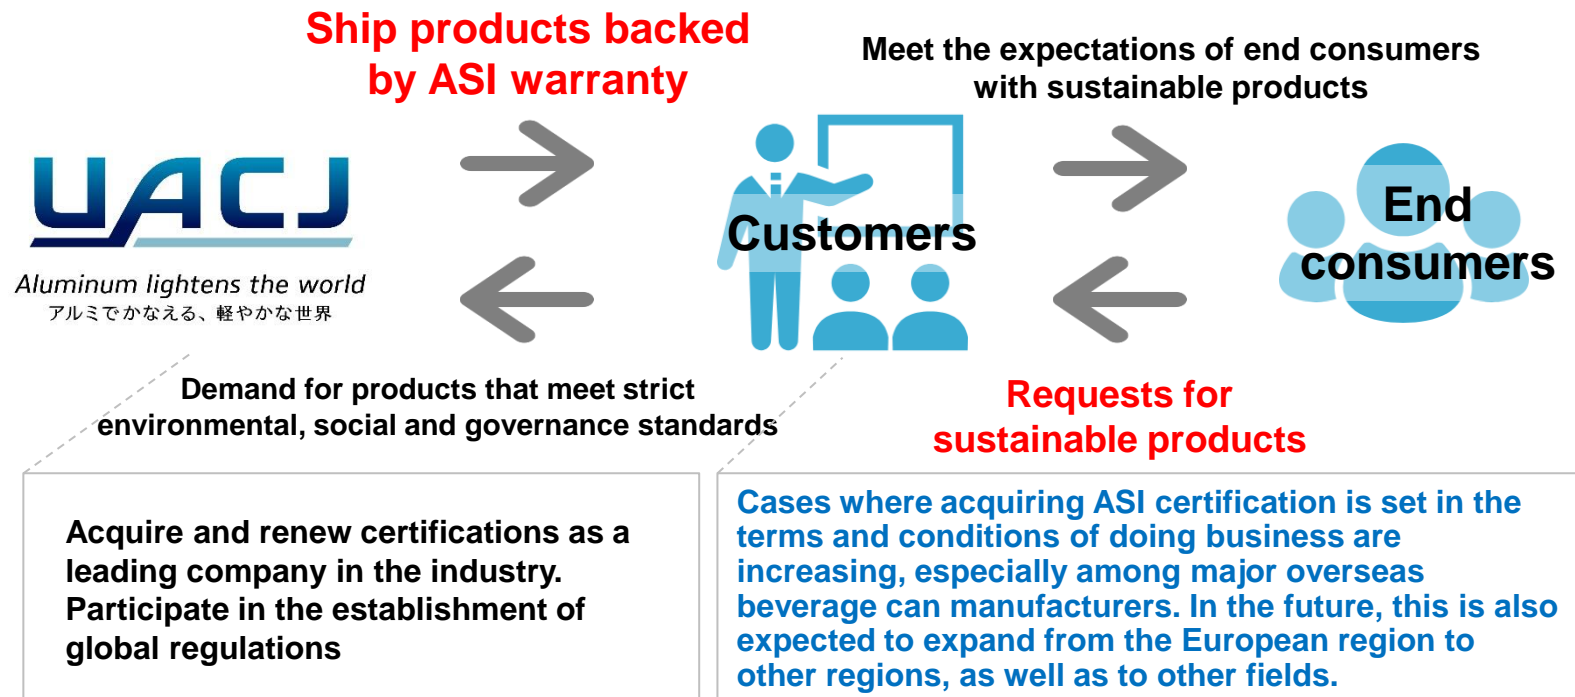 Ship products backed
by ASI warranty
Meet the expectations of end consumers
with sustainable products
UACJ
Aluminum lightens the world
アルミでかなえる、軽やかな世界
Customers
End
consumers
Demand for products that meet strict
environmental, social and governance standards
Requests for
sustainable products
Acquire and renew certifications as a
leading company in the industry.
Participate in the establishment of
global regulations
Cases where acquiring ASI certification is set in the
terms and conditions of doing business are
increasing, especially among major overseas
beverage can manufacturers. In the future, this is also
expected to expand from the European region to
other regions, as well as to other fields.